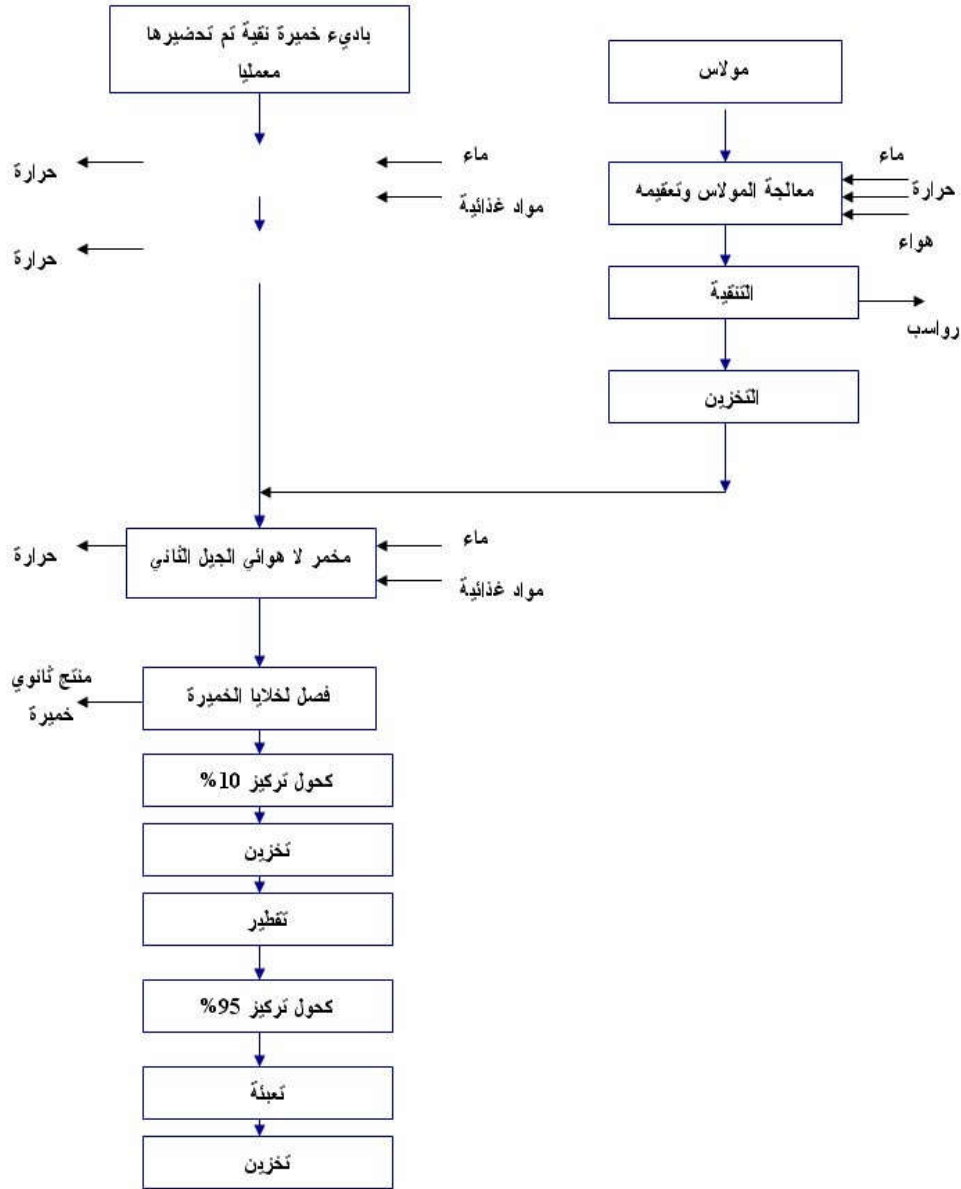 باديء خميرة نقية تم تحضيرها
معمليا
مولاس
ماء
حرارة
مواد غذائية
حرارة
ماء
حرارة
هواء
معالجة المولاس وتعقيمه
التنقية
رواسب
التخزين
مخمر لا هوائي الجيل الثاني
ماء
مواد غذائية
حرارة
فصل لخلايا الخميرة
منتج ثانوي
خميرة
كحول تركيز 10%
تخزين
تقطير
كحول تركيز 95%
تعبئة
تخزين